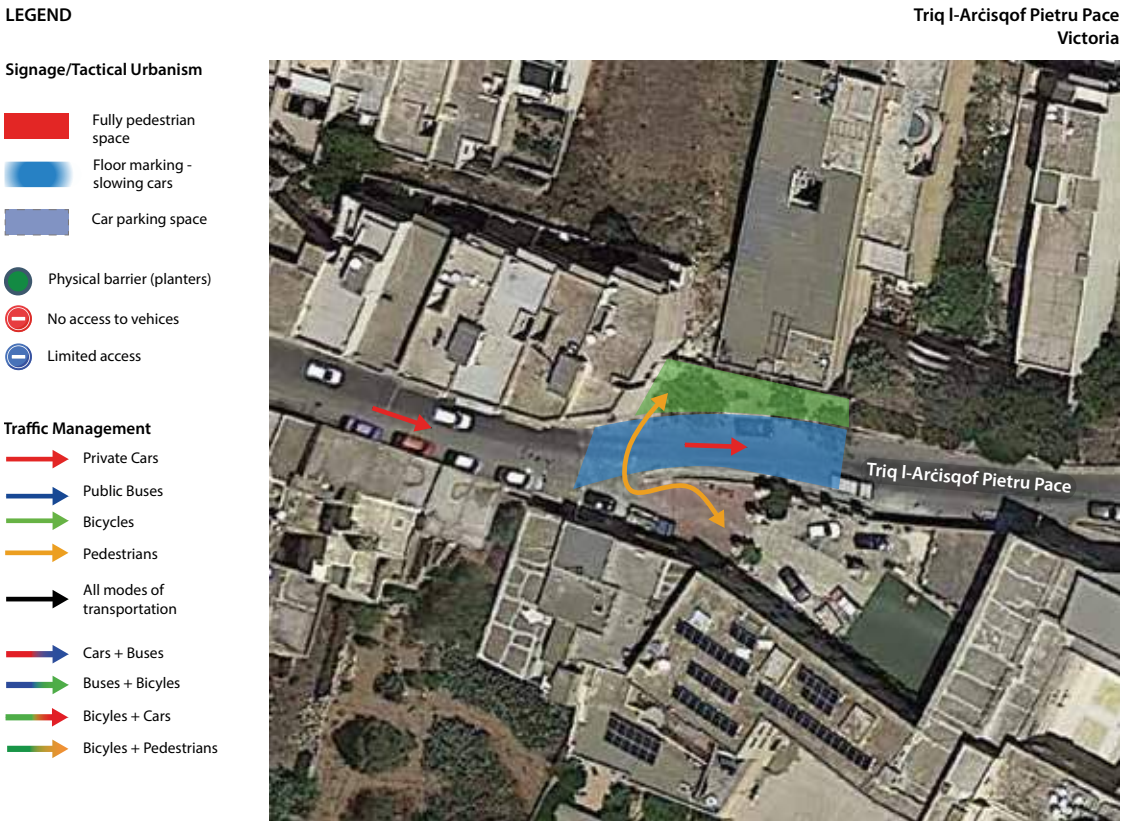 LEGEND
Triq l-Arċisqof Pietru Pace
Victoria
Signage/Tactical Urbanism
Fully pedestrian
space
Floor marking -
slowing cars
Car parking space
Physical barrier (planters)
No access to vehices
Limited access
Traffic Management
Private Cars
Public Buses
Bicycles
Pedestrians
All modes of
transportation
Cars + Buses
Buses + Bicyles
Bicyles + Cars
Bicyles + Pedestrians
Triq l-Arċisqof Pietru Pace